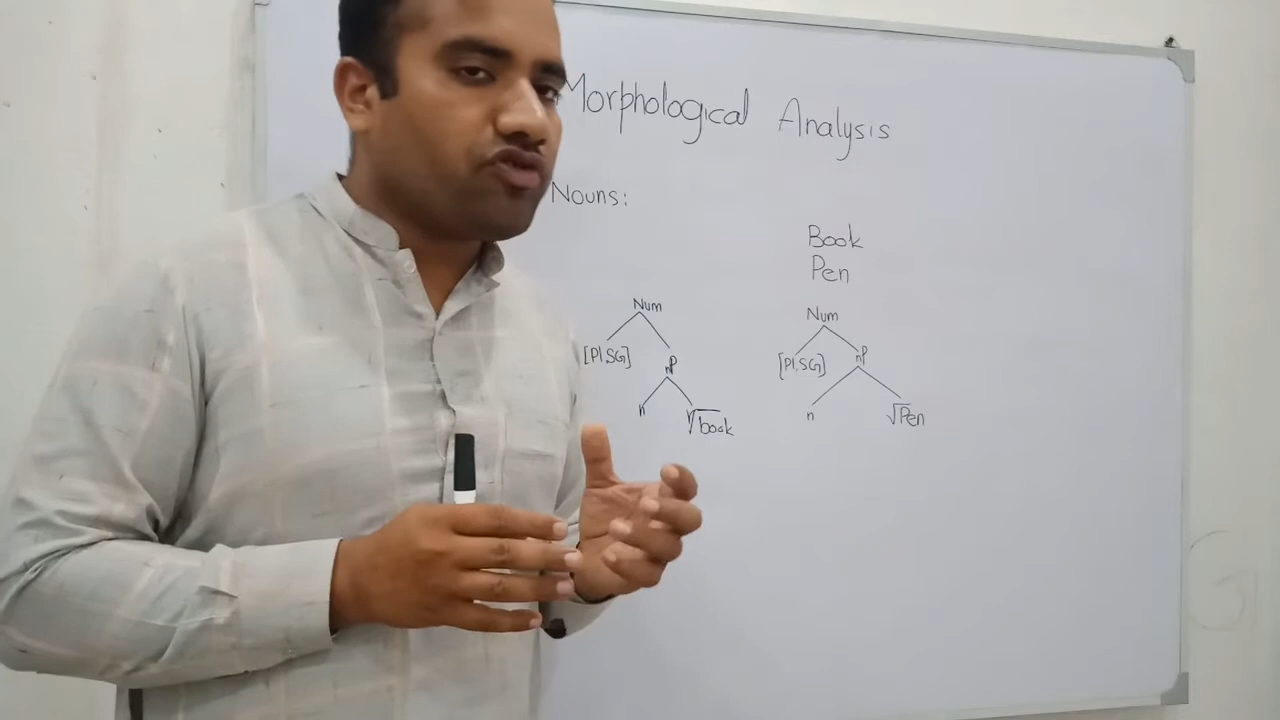 Morphological Analysis
Nouns:
Book
Pen
Num
[Pl,SG]
nP
n
√book
Num
[Pl,SG]
nP
n
√Pen